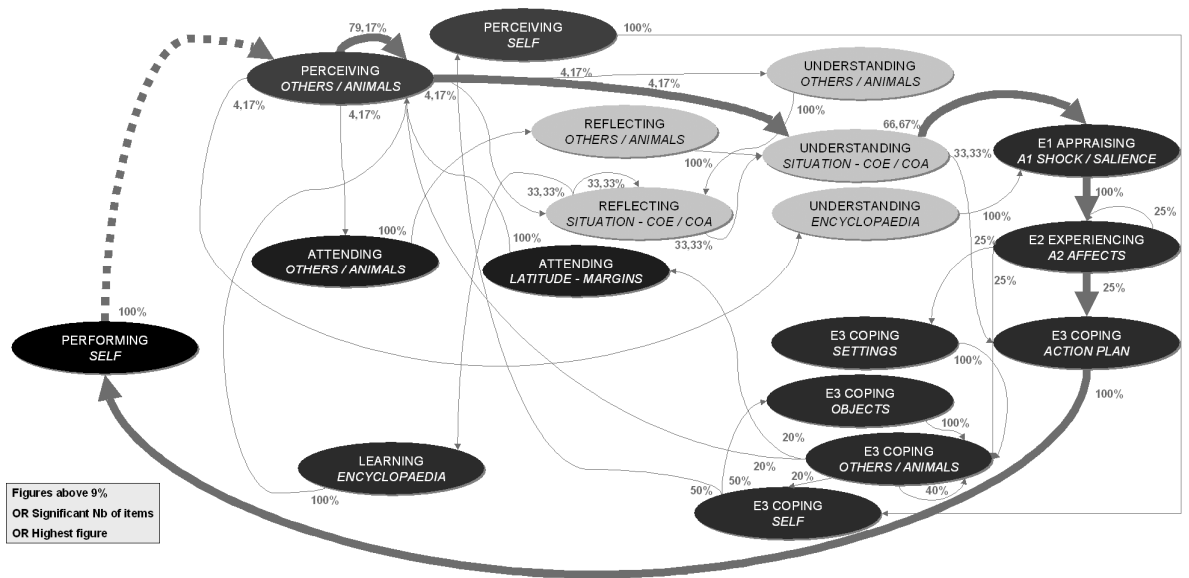 79,17%
PERCEIVING
SELF
100%
PERCEIVING
OTHERS / ANIMALS
4,17%
4,17%
4,17%
4,17%
4,17%
UNDERSTANDING
OTHERS / ANIMALS
100%
REFLECTING
OTHERS / ANIMALS
100%
66,67%
UNDERSTANDING
SITUATION - COE / COA
33,33%
E1 APPRAISING
A1 SHOCK / SALIENCE
100%
33,33%
33,33%
REFLECTING
SITUATION - COE / COA
33,33%
UNDERSTANDING
ENCYCLOPAEDIA
100%
25%
100%
ATTENDING
OTHERS / ANIMALS
100%
ATTENDING
LATITUDE - MARGINS
E2 EXPERIENCING
A2 AFFECTS
25%
25%
25%
100%
PERFORMING
SELF
E3 COPING
SETTINGS
100%
E3 COPING
ACTION PLAN
100%
E3 COPING
OBJECTS
100%
20%
E3 COPING
OTHERS / ANIMALS
20%
20%
40%
LEARNING
ENCYCLOPAEDIA
100%
50%
50%
E3 COPING
SELF
Figures above 9%
OR Significant Nb of items
OR Highest figure